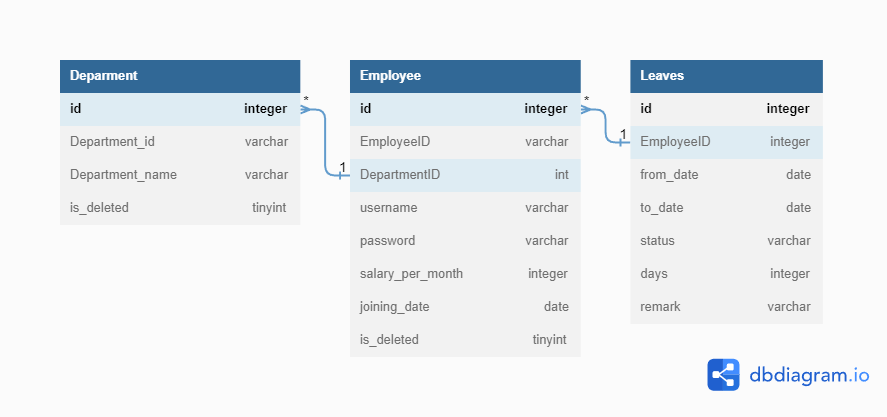 Deparment
id integer
Department_id varchar
Department_name varchar
is_deleted tinyint
*
1
Employee
id integer
EmployeeID varchar
DepartmentID int
username varchar
password varchar
salary_per_month integer
joining_date date
is_deleted tinyint
*
1
Leaves
id integer
EmployeeID integer
from_date date
to_date date
status varchar
days integer
remark varchar
dbdiagram.io